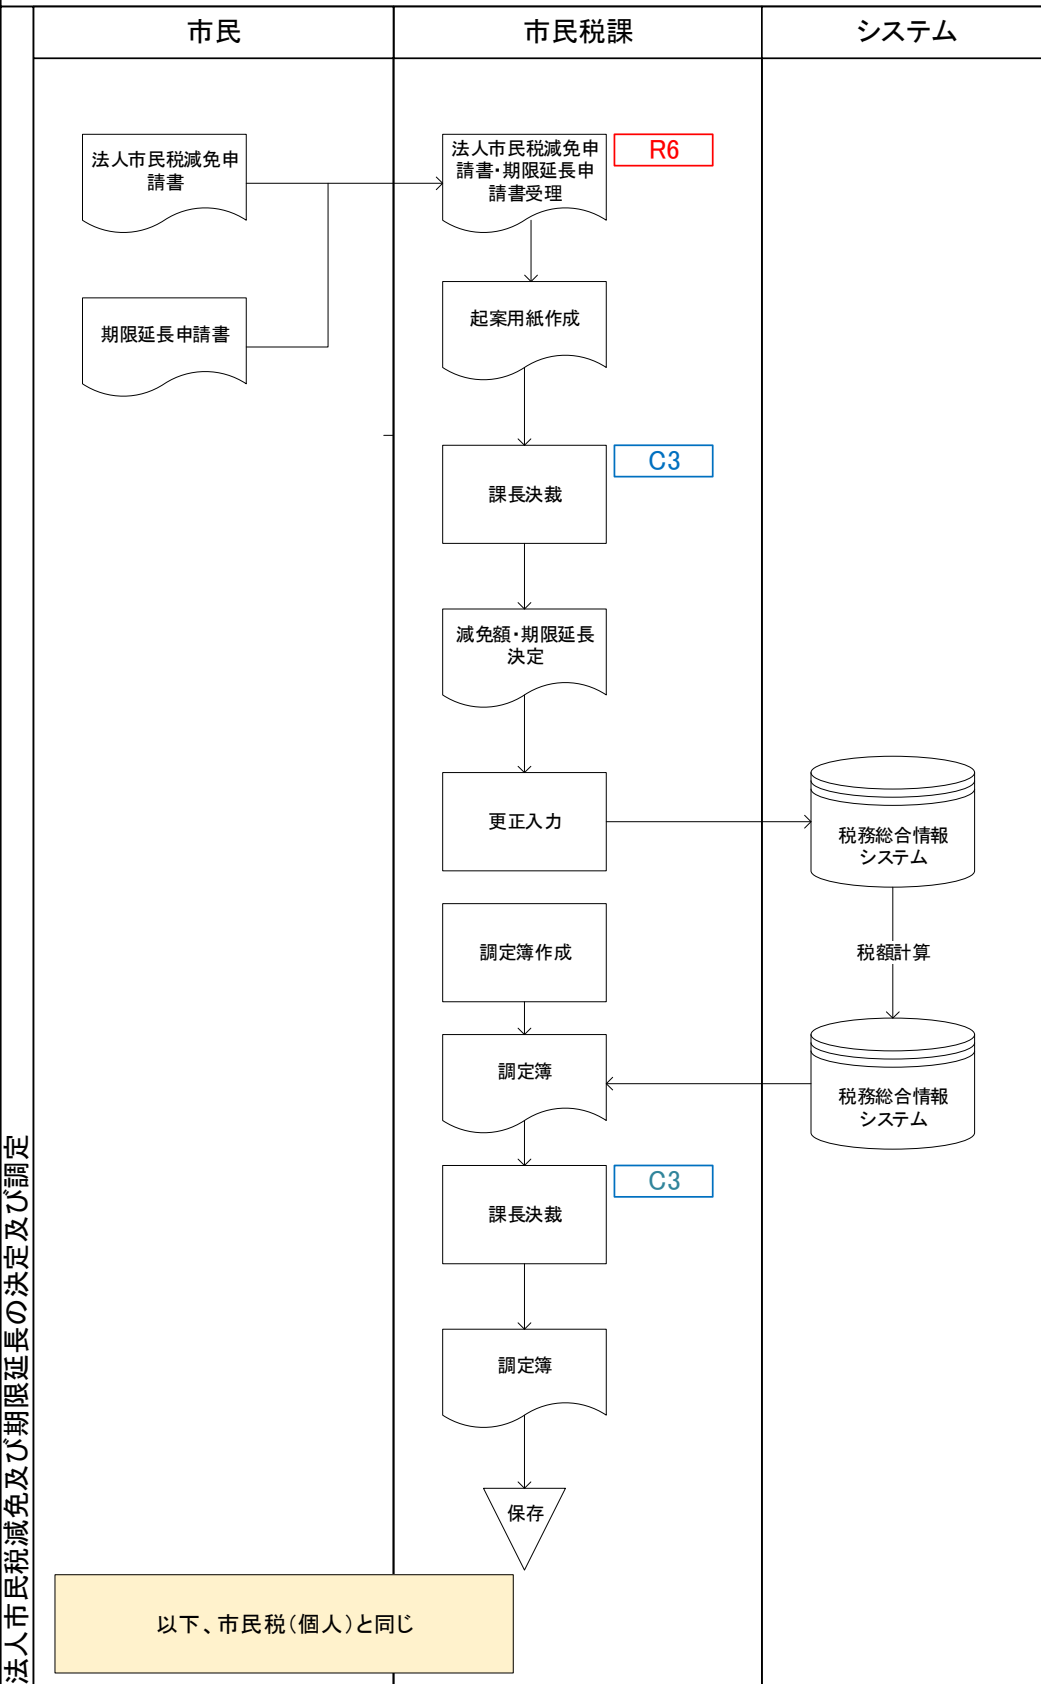 市民
市民税課
システム
法人市民税減免申
請書
法人市民税減免申
請書・期限延長申
請書受理
R6
期限延長申請書
起案用紙作成
課長決裁
C3
減免額・期限延長
決定
更正入力
税務総合情報
システム
調定簿作成
税額計算
調定簿
税務総合情報
システム
課長決裁
C3
調定簿
保存
以下、市民税(個人)と同じ
法人市民税減免及び期限延長の決定及び調定